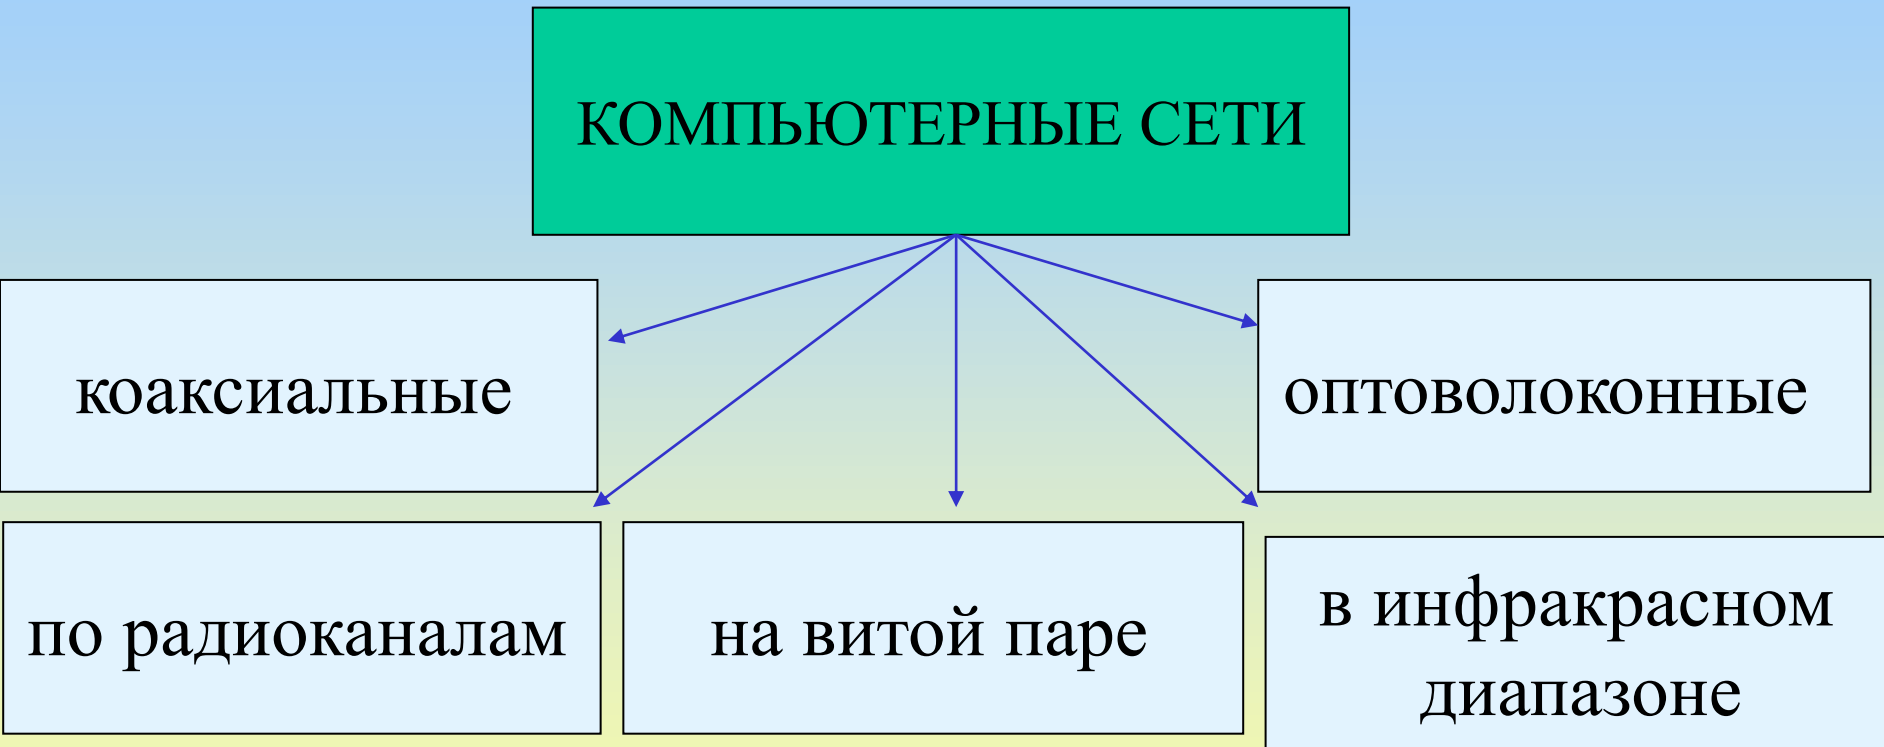 КОМПЬЮТЕРНЫЕ СЕТИ
коаксиальные
оптоволоконные
по радиоканалам
на витой паре
в инфракрасном
диапазоне